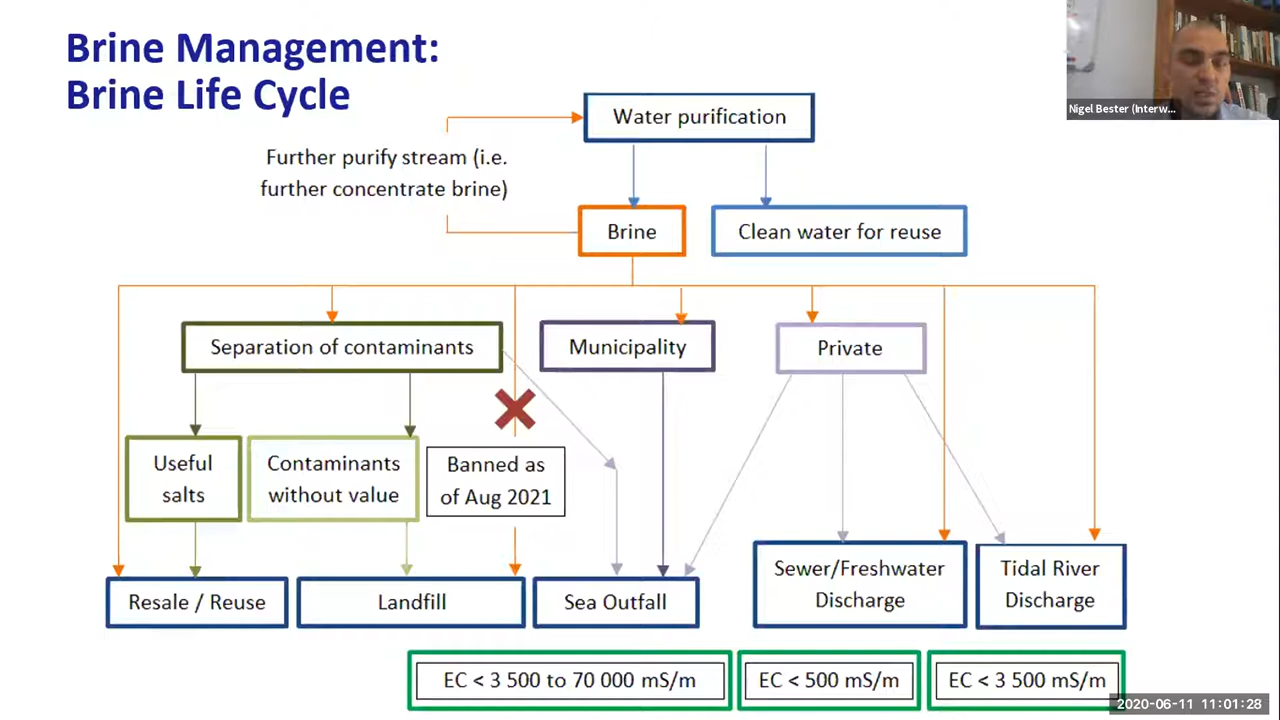 Brine Management:
Brine Life Cycle
Nigel Bester (Interw...
Water purification
Further purify stream (i.e.
further concentrate brine)
Brine
Clean water for reuse
Separation of contaminants
Municipality
Private
Useful
salts
Contaminants
without value
Banned as
of Aug 2021
Resale / Reuse
Landfill
Sea Outfall
Sewer/Freshwater
Discharge
Tidal River
Discharge
EC < 3 500 to 70 000 mS/m
EC < 500 mS/m
EC < 3 500 mS/m
2020-06-11 11:01:28